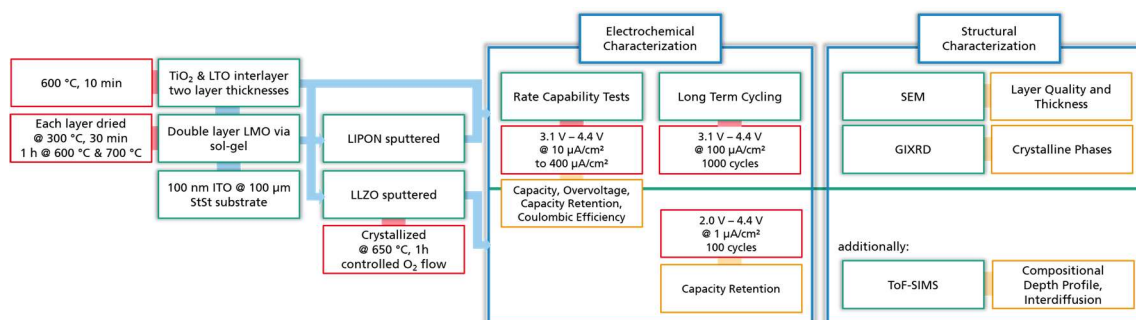 Electrochemical
Characterization
Structural
Characterization
600 °C, 10 min
TiO₂ & LTO interlayer
two layer thicknesses
Each layer dried
@ 300 °C, 30 min
1 h @ 600 °C & 700 °C
Double layer LMO via
sol-gel
100 nm ITO @ 100 µm
StSt substrate
LIPON sputtered
LLZO sputtered
Crystallized
@ 650 °C, 1h
controlled O₂ flow
Rate Capability Tests
3.1 V – 4.4 V
@ 10 µA/cm²
to 400 µA/cm²
Capacity, Overvoltage,
Capacity Retention,
Coulombic Efficiency
Long Term Cycling
3.1 V – 4.4 V
@ 100 µA/cm²
1000 cycles
2.0 V – 4.4 V
@ 1 µA/cm²
100 cycles
Capacity Retention
SEM
Layer Quality and
Thickness
GIXRD
Crystalline Phases
additionally:
ToF-SIMS
Compositional
Depth Profile,
Interdiffusion